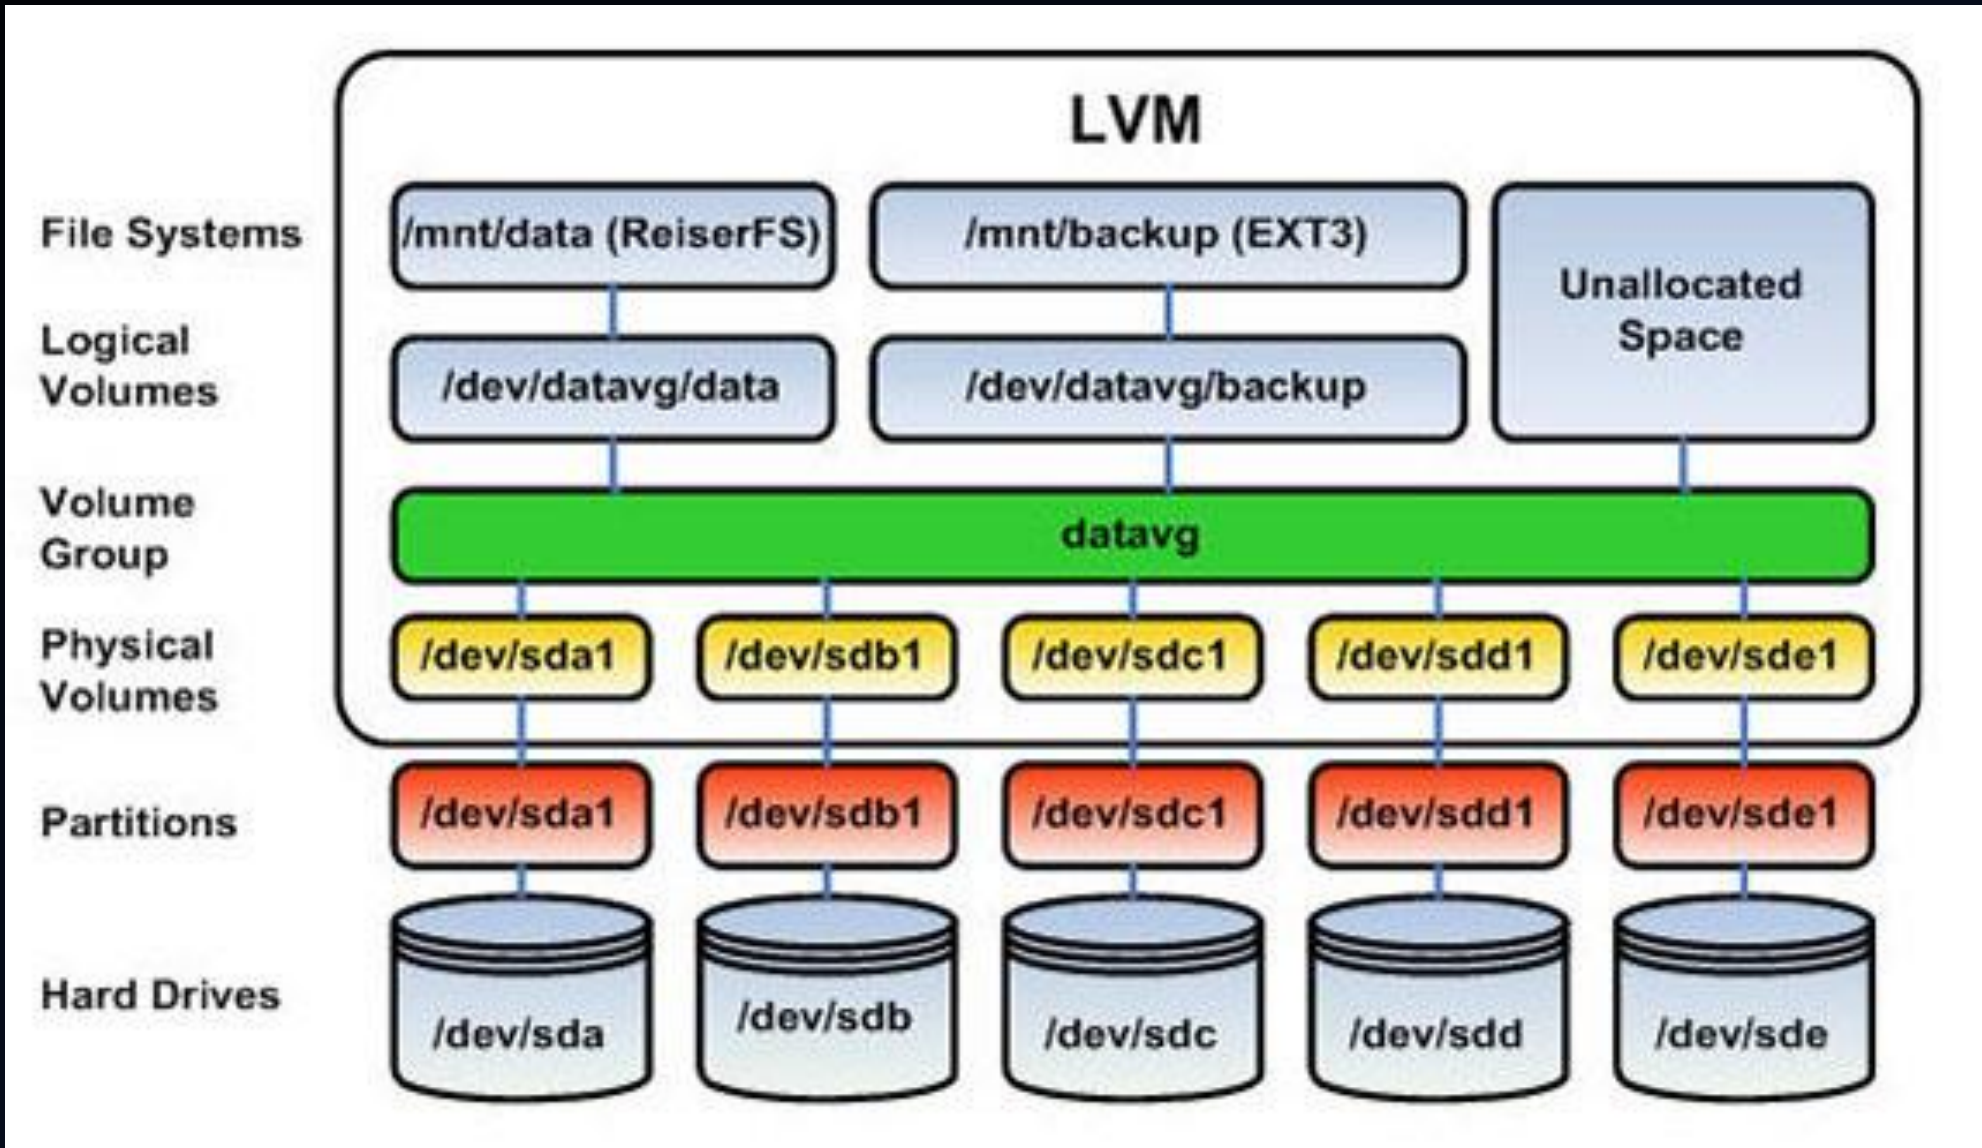 LVM
File Systems
/mnt/data (ReiserFS)
/mnt/backup (EXT3)
Unallocated
Space
Logical
Volumes
/dev/datavg/data
/dev/datavg/backup
Volume
Group
datavg
Physical
Volumes
/dev/sda1
/dev/sdb1
/dev/sdc1
/dev/sdd1
/dev/sde1
Partitions
/dev/sda1
/dev/sdb1
/dev/sdc1
/dev/sdd1
/dev/sde1
Hard Drives
/dev/sda
/dev/sdb
/dev/sdc
/dev/sdd
/dev/sde